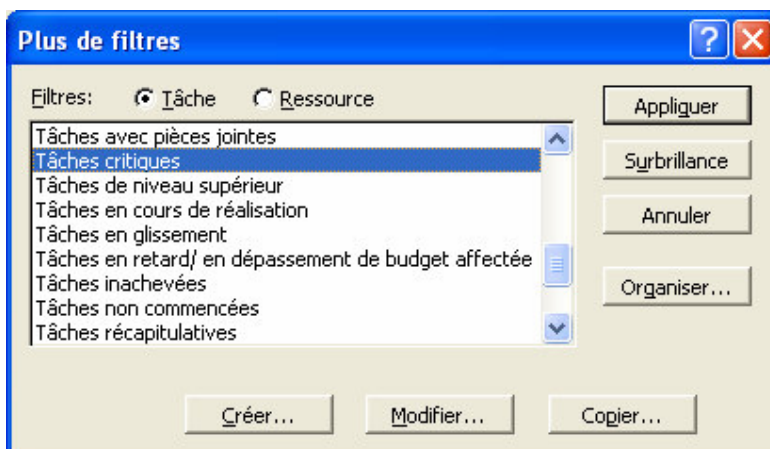 Plus de filtres
Filtres: Tâche Ressource
Tâches avec pièces jointes
Tâches critiques
Tâches de niveau supérieur
Tâches en cours de réalisation
Tâches en glissement
Tâches en retard/ en dépassement de budget affectée
Tâches inachevées
Tâches non commencées
Tâches récapitulatives
Appliquer
Surbrillance
Annuler
Organiser...
Créer... Modifier... Copier...